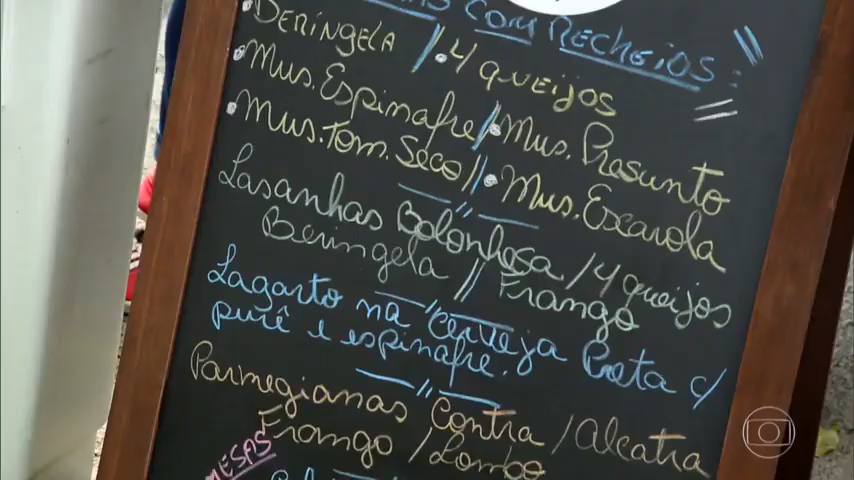 COM RECHEIOS:
BERINGELA // • 4 queijos
• Mus. Espinafre // • Mus. Presunto
• Mus. Tom. Seco // • Mus. Escarola
Lasanhas Bolonhesa / 4 queijos
Beringela // Frango
Lagarto na cerveja Preta c/
purê e espinafre.
Parmegianas Contra / Alcatra
Frango / Lombo
MESAS